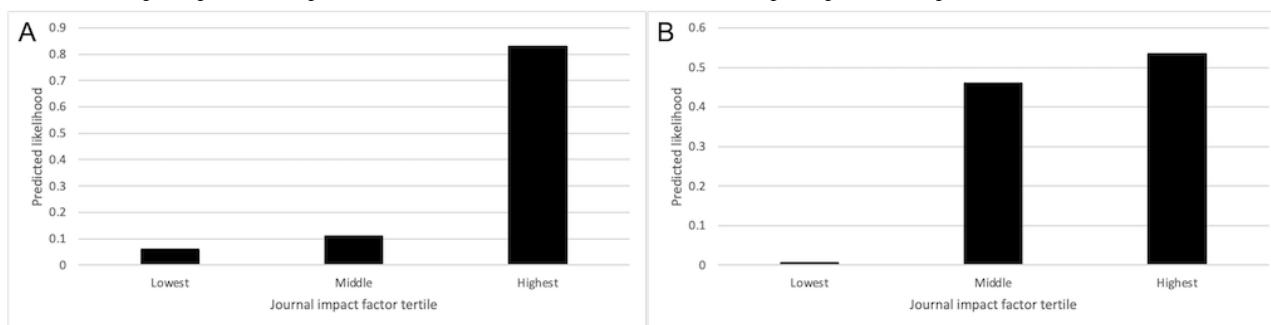 A
Predicted likelihood
0.9
0.8
0.7
0.6
0.5
0.4
0.3
0.2
0.1
0
Lowest Middle Highest
Journal impact factor tertile
B
Predicted likelihood
0.6
0.5
0.4
0.3
0.2
0.1
0
Lowest Middle Highest
Journal impact factor tertile